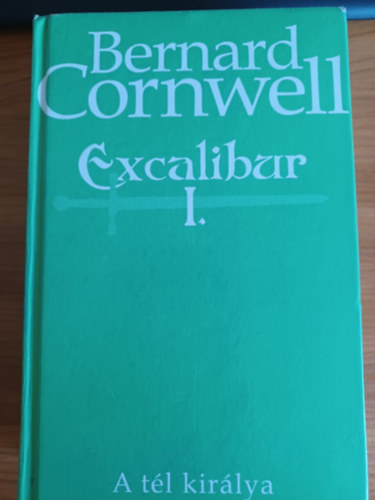 Bernard
Cornwell
Excalibur
I.
A tél királya